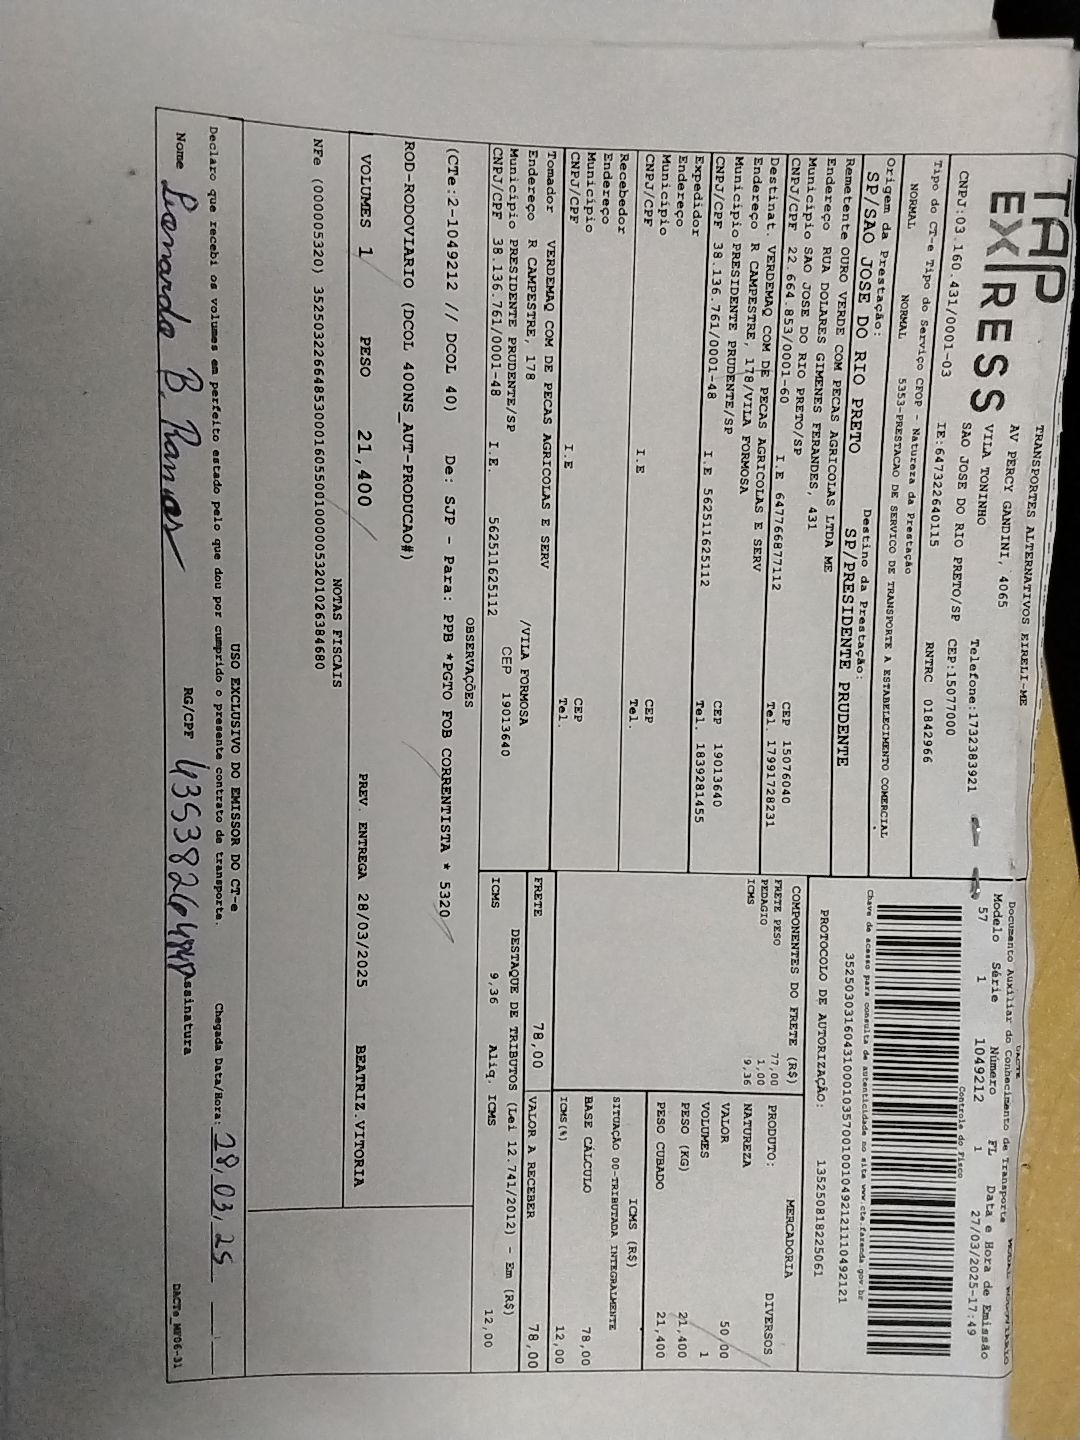 TAP
EXPRESS
TRANSPORTES ALTERNATIVOS EIRELI-ME
AV PERCY GANDINI, 4065
VILA TONINHO
SAO JOSE DO RIO PRETO/SP
Telefone:1732383921
CEP:15077000
CNPJ:03.160.431/0001-03
IE:647322640115
RNTRC 01842966
Tipo do CT-e Tipo do Serviço CFOP - Natureza da Prestação
NORMAL NORMAL 5353-PRESTACAO DE SERVICO DE TRANSPORTE A ESTABELECIMENTO COMERCIAL
Origem da Prestação: Destino da Prestação:
SP/SAO JOSE DO RIO PRETO SP/PRESIDENTE PRUDENTE
Remetente OURO VERDE COM PECAS AGRICOLAS LTDA ME
Endereço RUA DOLARES GIMENES FERANDES, 431
Municipio SAO JOSE DO RIO PRETO/SP CEP 15076040
CNPJ/CPF 22.664.853/0001-60 I.E 647766877112 Tel. 17991728231
Destinat. VERDEMAQ COM DE PECAS AGRICOLAS E SERV
Endereço R CAMPESTRE, 178/VILA FORMOSA
Municipio PRESIDENTE PRUDENTE/SP CEP 19013640
CNPJ/CPF 38.136.761/0001-48 I.E 562511625112 Tel. 1839281455
Expedidor
Endereço
Municipio CEP
CNPJ/CPF I.E Tel.
Recebedor
Endereço
Municipio CEP
CNPJ/CPF I.E Tel.
Tomador VERDEMAQ COM DE PECAS AGRICOLAS E SERV
Endereço R CAMPESTRE, 178 /VILA FORMOSA
Municipio PRESIDENTE PRUDENTE/SP CEP 19013640
CNPJ/CPF 38.136.761/0001-48 I.E. 562511625112
DACTE
Documento Auxiliar do Conhecimento de Transporte
Modelo Série Número FL Data e Hora de Emissão
57 1 1049212 1 27/03/2025-17:49
Controle do Fisco
Chave de acesso para consulta de autenticidade no site www.cte.fazenda.gov.br
35250303160431000103570010010492121110492121
PROTOCOLO DE AUTORIZAÇÃO: 135250818225061
COMPONENTES DO FRETE (R$)
FRETE PESO 77,00
PEDAGIO 1,00
ICMS 9,36
MERCADORIA
PRODUTO: DIVERSOS
NATUREZA
VALOR 50,00
VOLUMES 1
PESO (KG) 21,400
PESO CUBADO 21,400
ICMS (R$)
SITUAÇÃO 00-TRIBUTADA INTEGRALMENTE
BASE CÁLCULO 78,00
ICMS(%) 12,00
FRETE 78,00 VALOR A RECEBER 78,00
DESTAQUE DE TRIBUTOS (Lei 12.741/2012) - Em (R$)
ICMS 9,36 Aliq. ICMS 12,00
OBSERVAÇÕES
(CTe:2-1049212 // DCOL 40) De: SJP - Para: PPB *PGTO FOB CORRENTISTA * 5320
ROD-RODOVIARIO (DCOL 400NS_AUT-PRODUCAO#)
VOLUMES 1 PESO 21,400 PREV. ENTREGA 28/03/2025 BEATRIZ.VITORIA
NOTAS FISCAIS
NFe (000005320) 35250322664853000160550010000053201026384680
USO EXCLUSIVO DO EMISSOR DO CT-e
Declaro que recebi os volumes em perfeito estado pelo que dou por cumprido o presente contrato de transporte.
Chegada Data/Hora: 28/03/25
Nome Leonardo B. Ramos RG/CPF Assinatura
DACTe_MF06-31